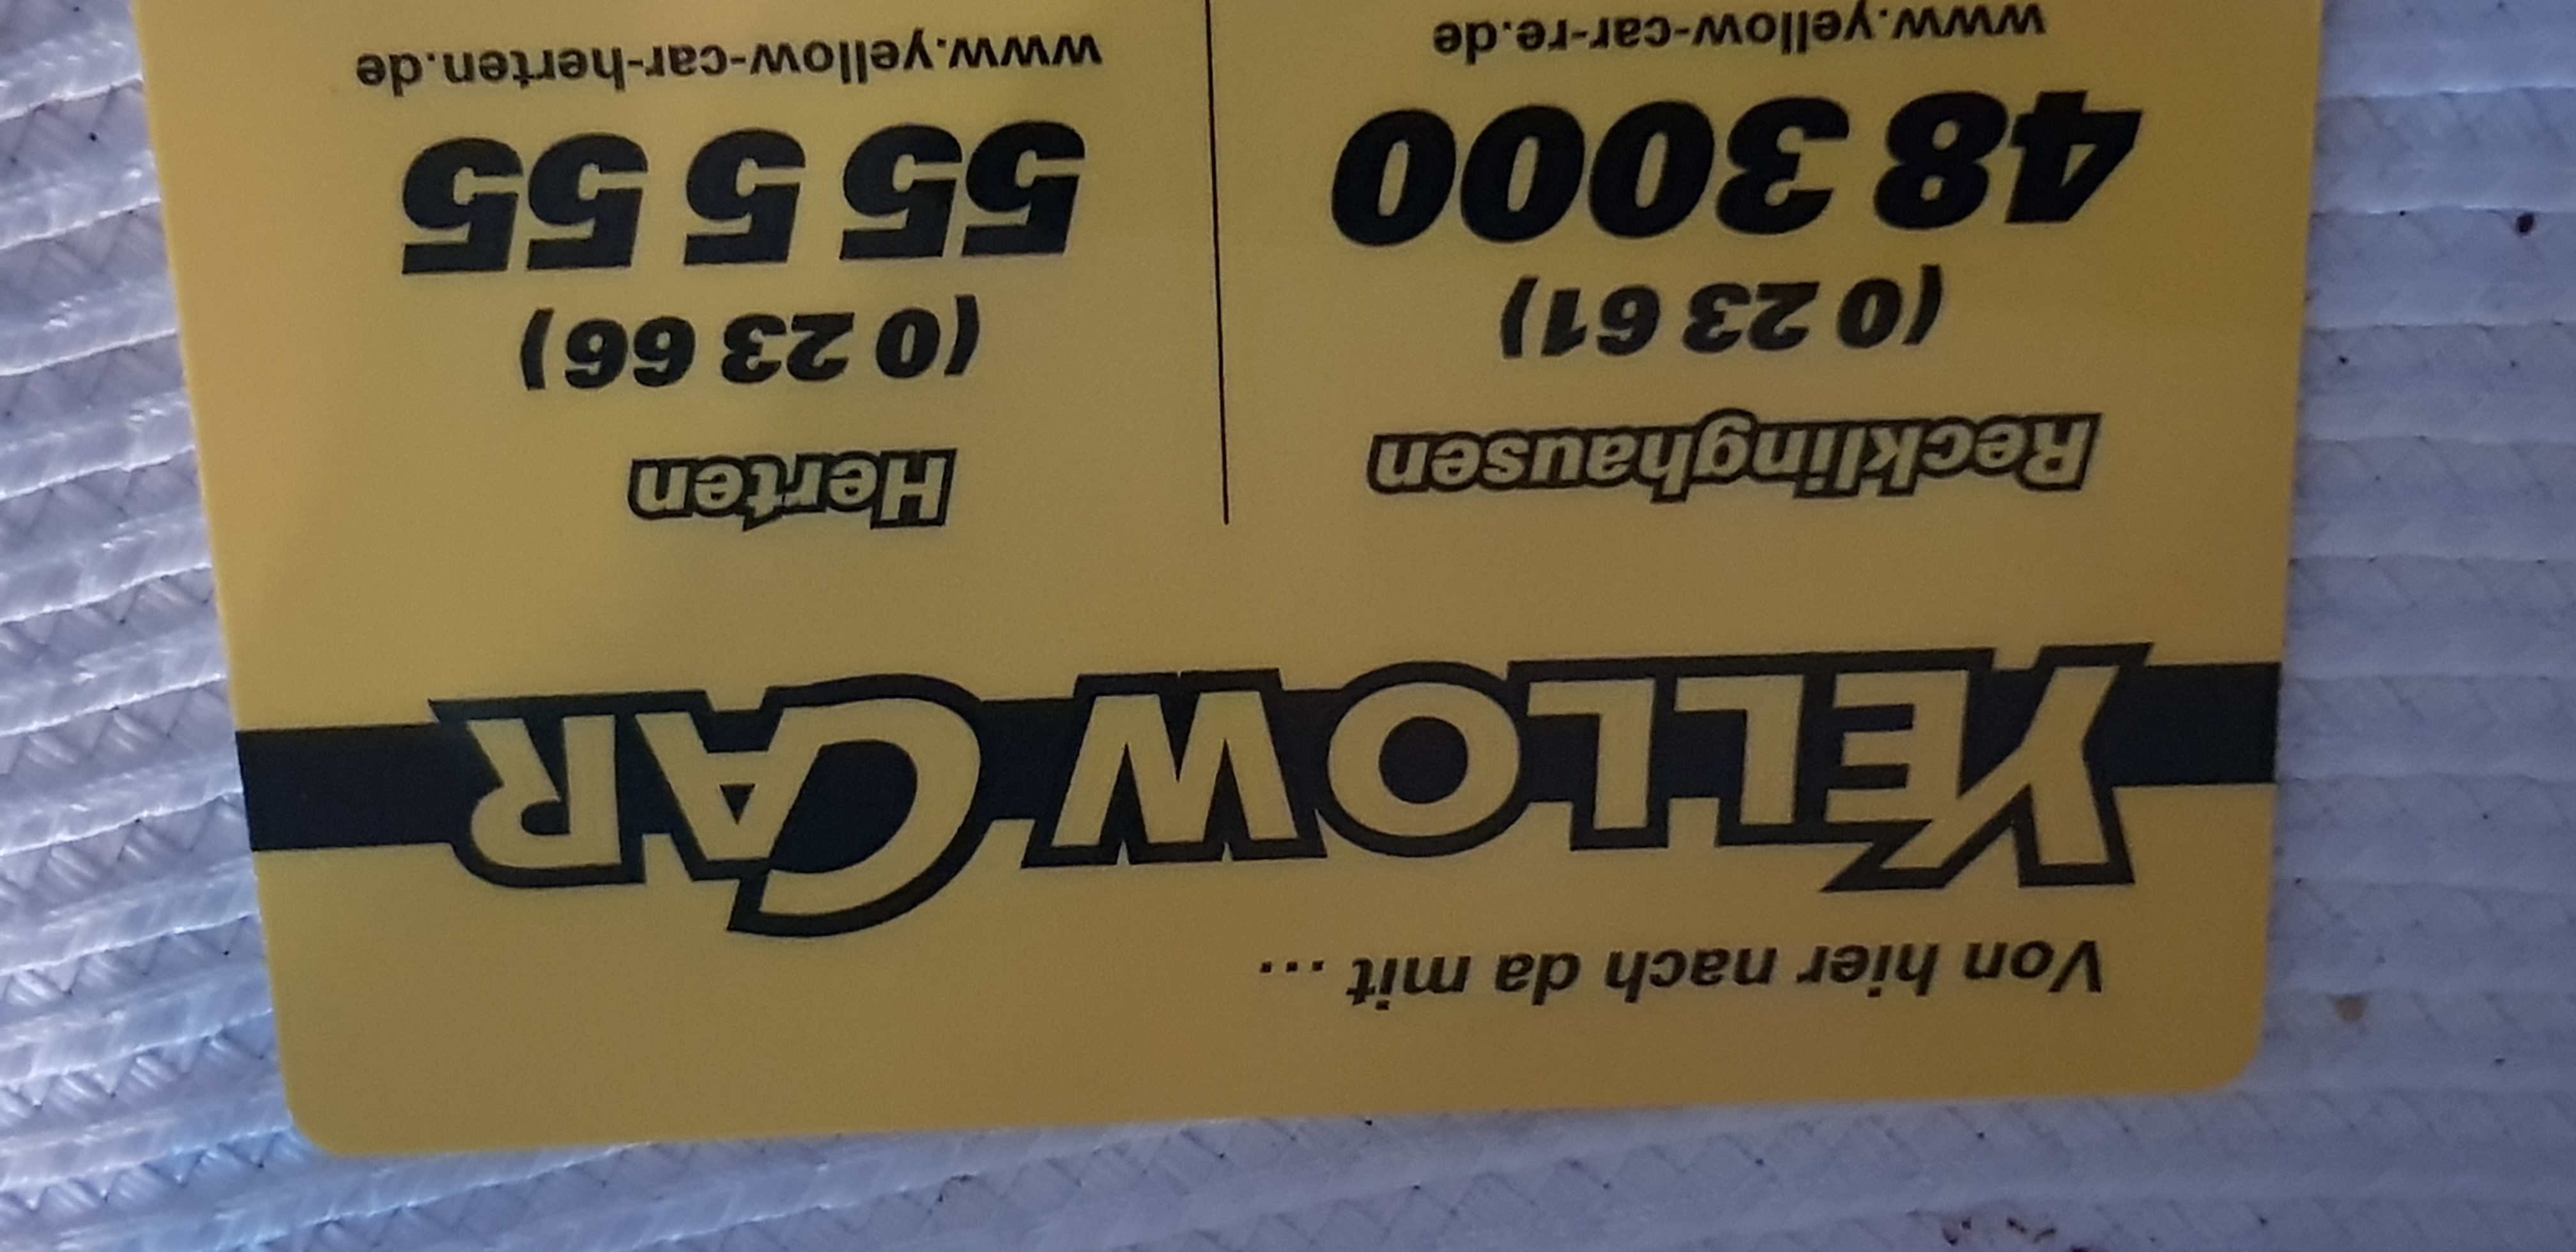 Von hier nach da mit ...
YELLOW CAR
Recklinghausen
(0 23 61)
48 3000
www.yellow-car-re.de
Herten
(0 23 66)
55 5 55
www.yellow-car-herten.de